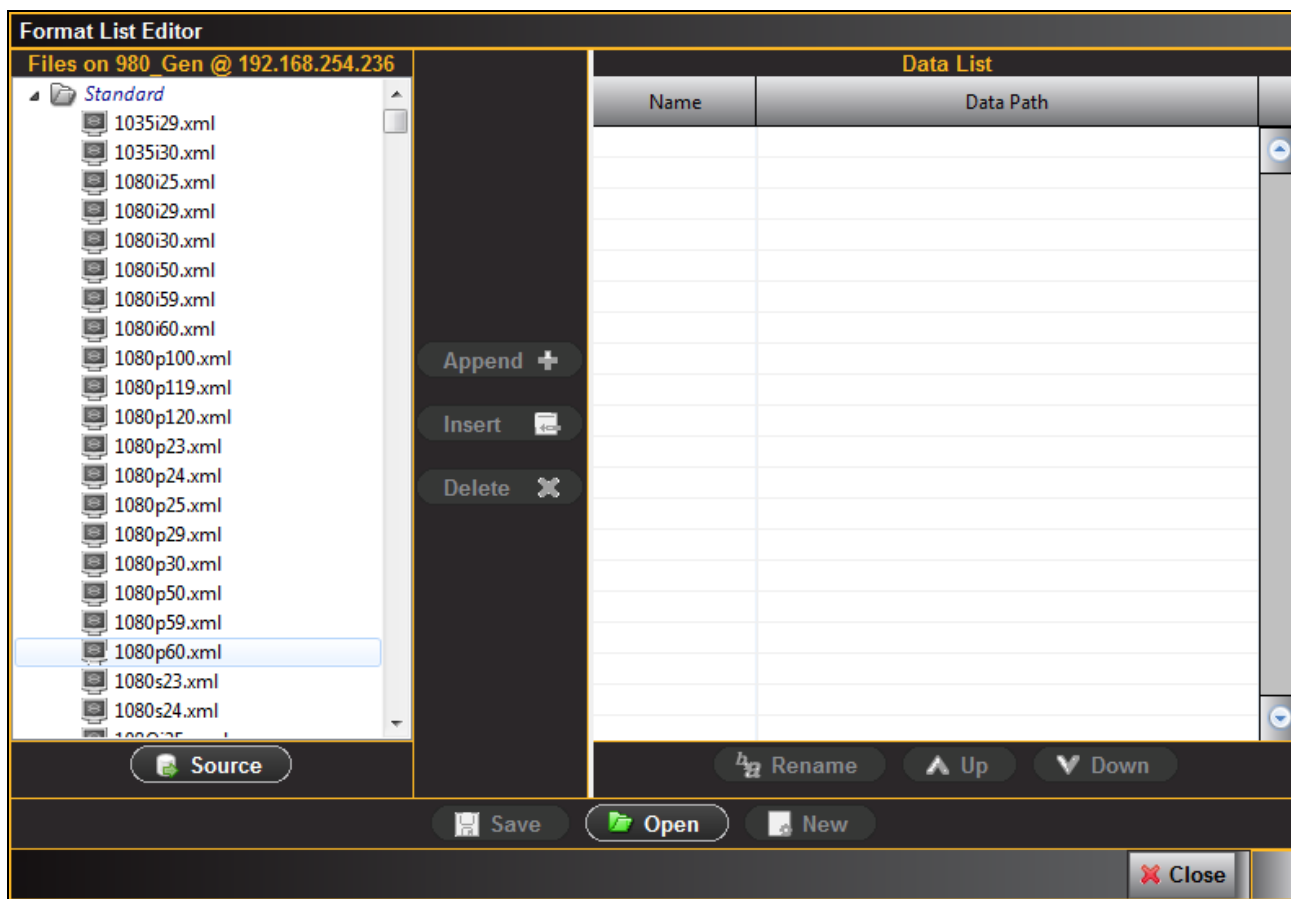 Format List Editor
Files on 980_Gen @ 192.168.254.236
Standard
1035i29.xml
1035i30.xml
1080i25.xml
1080i29.xml
1080i30.xml
1080i50.xml
1080i59.xml
1080i60.xml
1080p100.xml
1080p119.xml
1080p120.xml
1080p23.xml
1080p24.xml
1080p25.xml
1080p29.xml
1080p30.xml
1080p50.xml
1080p59.xml
1080p60.xml
1080s23.xml
1080s24.xml
Source
Append
Insert
Delete
Data List
Name Data Path
Rename Up Down
Save Open New
Close